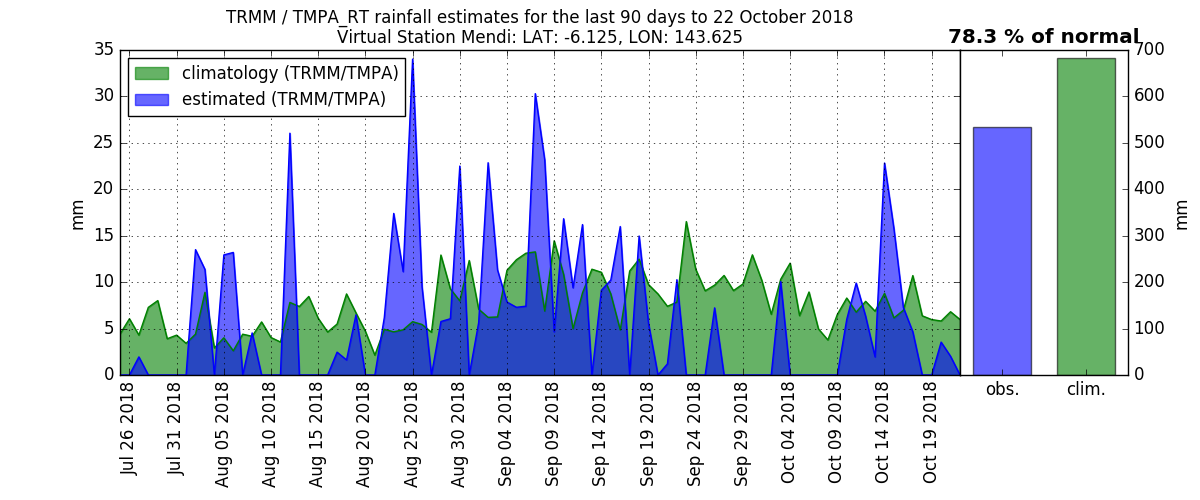 TRMM / TMPA_RT rainfall estimates for the last 90 days to 22 October 2018
Virtual Station Mendi: LAT: -6.125, LON: 143.625
78.3 % of normal
climatology (TRMM/TMPA)
estimated (TRMM/TMPA)
35
30
25
20
15
10
5
0
mm
Jul 26 2018
Jul 31 2018
Aug 05 2018
Aug 10 2018
Aug 15 2018
Aug 20 2018
Aug 25 2018
Aug 30 2018
Sep 04 2018
Sep 09 2018
Sep 14 2018
Sep 19 2018
Sep 24 2018
Sep 29 2018
Oct 04 2018
Oct 09 2018
Oct 14 2018
Oct 19 2018
obs.
clim.
700
600
500
400
300
200
100
0
mm